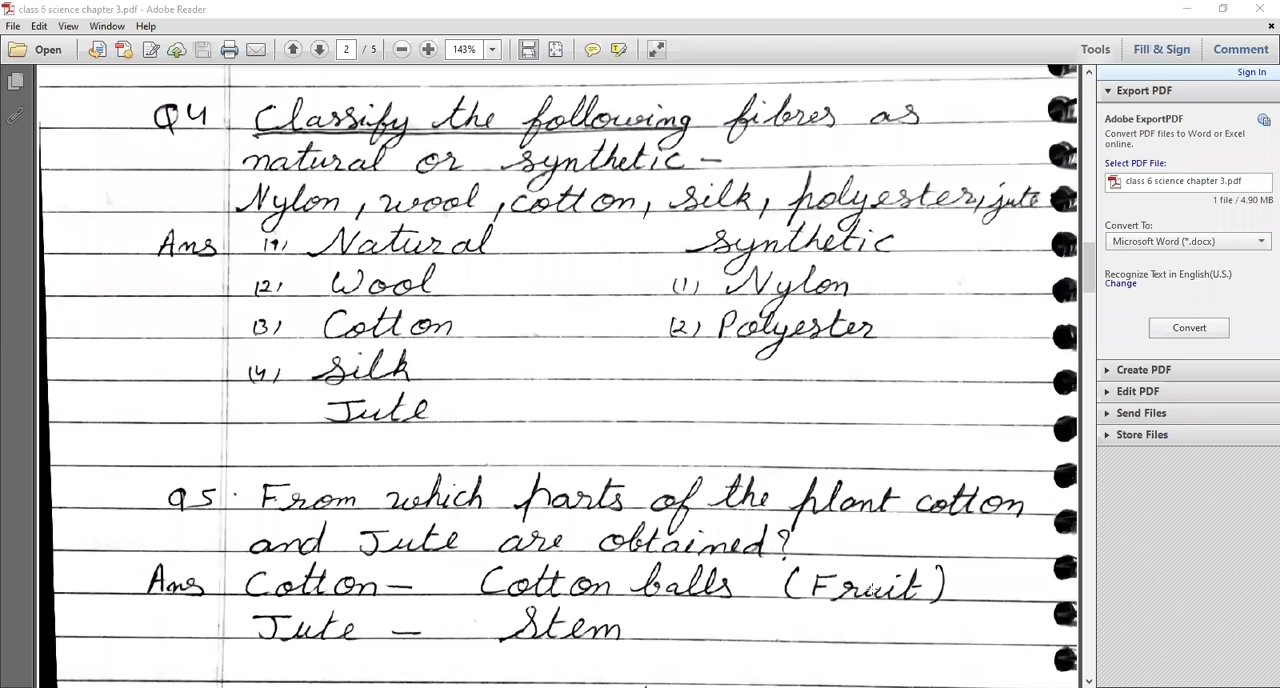 class 6 science chapter 3.pdf - Adobe Reader
File Edit View Window Help
Open 2 / 5 143% Tools Fill & Sign Comment
Sign In
Export PDF
Adobe ExportPDF
Convert PDF files to Word or Excel
online.
Select PDF File:
class 6 science chapter 3.pdf
1 file / 4.90 MB
Convert To:
Microsoft Word (*.docx)
Recognize Text in English(U.S.)
Change
Convert
Create PDF
Edit PDF
Send Files
Store Files
Q4 Classify the following fibres as
natural or synthetic –
Nylon, wool, cotton, silk, polyester, jute
Ans (1) Natural synthetic
(2) Wool (1) Nylon
(3) Cotton (2) Polyester
(4) Silk
Jute
Q5. From which parts of the plant cotton
and Jute are obtained?
Ans Cotton – Cotton balls (Fruit)
Jute – Stem